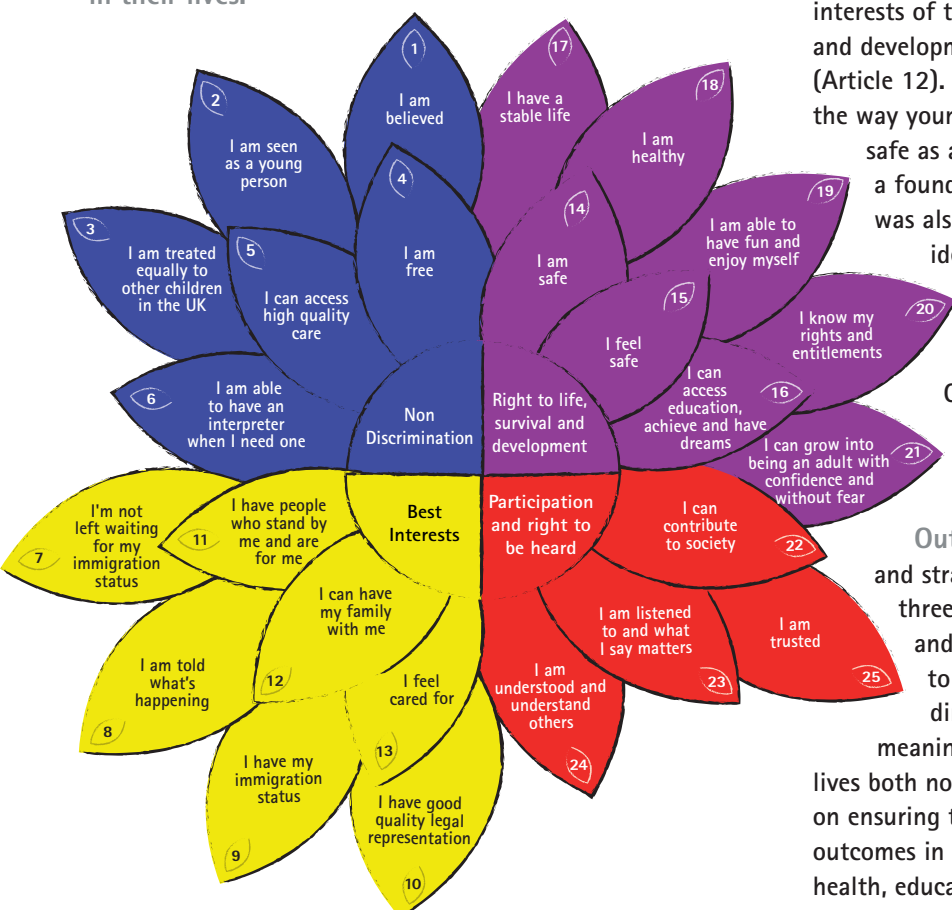 in their lives.
1
I am
believed
2
I am seen
as a young
person
3
I am treated
equally to
other children
in the UK
4
I am
free
5
I can access
high quality
care
6
I am able
to have an
interpreter
when I need one
Non
Discrimination
17
I have a
stable life
18
I am
healthy
14
I am
safe
19
I am able to
have fun and
enjoy myself
15
I feel
safe
20
I know my
rights and
entitlements
I can
access
16
education,
achieve and have
dreams
21
I can grow into
being an adult with
confidence and
without fear
Right to life,
survival and
development
I'm not
left waiting
for my
immigration
status
7
I have people
who stand by
me and are
for me
11
Best
Interests
I can have
my family
with me
12
I am told
what's
happening
8
I feel
cared for
13
I have my
immigration
status
9
I have good
quality legal
representation
10
Participation
and right to
be heard
I can
contribute
to society
22
I am listened
to and what
I say matters
23
I am
trusted
25
I am
understood and
understand
others
24
interests of t
and developm
(Article 12).
the way your
safe as a
a found
was als
ide
O
Out
and stra
three
and
to
di
meanin
lives both no
on ensuring t
outcomes in
health, educa